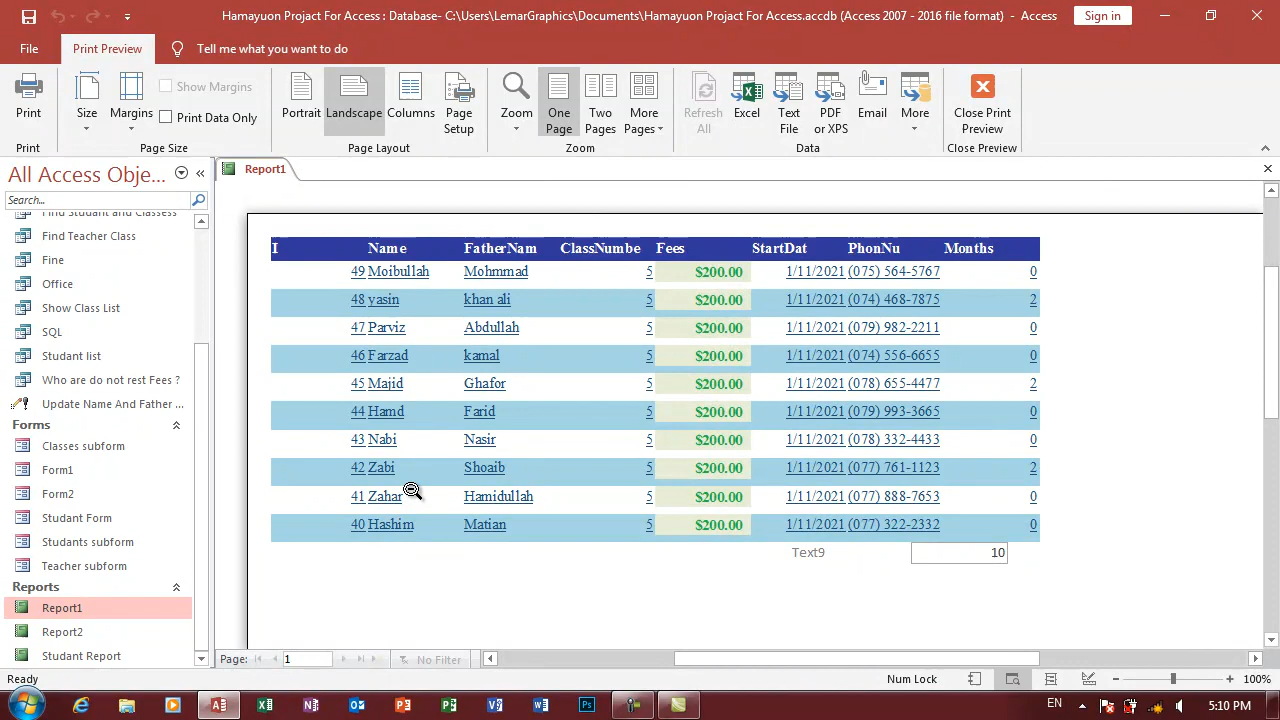 Hamayuon Projact For Access : Database- C:\Users\LemarGraphics\Documents\Hamayuon Projact For Access.accdb (Access 2007 - 2016 file format) - Access
Sign in
File
Print Preview
Tell me what you want to do
Print
Size
Margins
Show Margins
Print Data Only
Portrait
Landscape
Columns
Page Setup
Zoom
One Page
Two Pages
More Pages
Refresh All
Excel
Text File
PDF or XPS
Email
More
Close Print Preview
Print
Page Size
Page Layout
Zoom
Data
Close Preview
All Access Obje...
Search...
Find Student and Classess
Find Teacher Class
Fine
Office
Show Class List
SQL
Student list
Who are do not rest Fees ?
Update Name And Father ...
Forms
Classes subform
Form1
Form2
Student Form
Students subform
Teacher subform
Reports
Report1
Report2
Student Report
Report1
I Name FatherNam ClassNumbe Fees StartDat PhonNu Months
49 Moibullah Mohmmad 5 $200.00 1/11/2021 (075) 564-5767 0
48 yasin khan ali 5 $200.00 1/11/2021 (074) 468-7875 2
47 Parviz Abdullah 5 $200.00 1/11/2021 (079) 982-2211 0
46 Farzad kamal 5 $200.00 1/11/2021 (074) 556-6655 0
45 Majid Ghafor 5 $200.00 1/11/2021 (078) 655-4477 2
44 Hamd Farid 5 $200.00 1/11/2021 (079) 993-3665 0
43 Nabi Nasir 5 $200.00 1/11/2021 (078) 332-4433 0
42 Zabi Shoaib 5 $200.00 1/11/2021 (077) 761-1123 2
41 Zahar Hamidullah 5 $200.00 1/11/2021 (077) 888-7653 0
40 Hashim Matian 5 $200.00 1/11/2021 (077) 322-2332 0
Text9 10
Page: 1 No Filter
Ready
Num Lock
100%
EN
5:10 PM